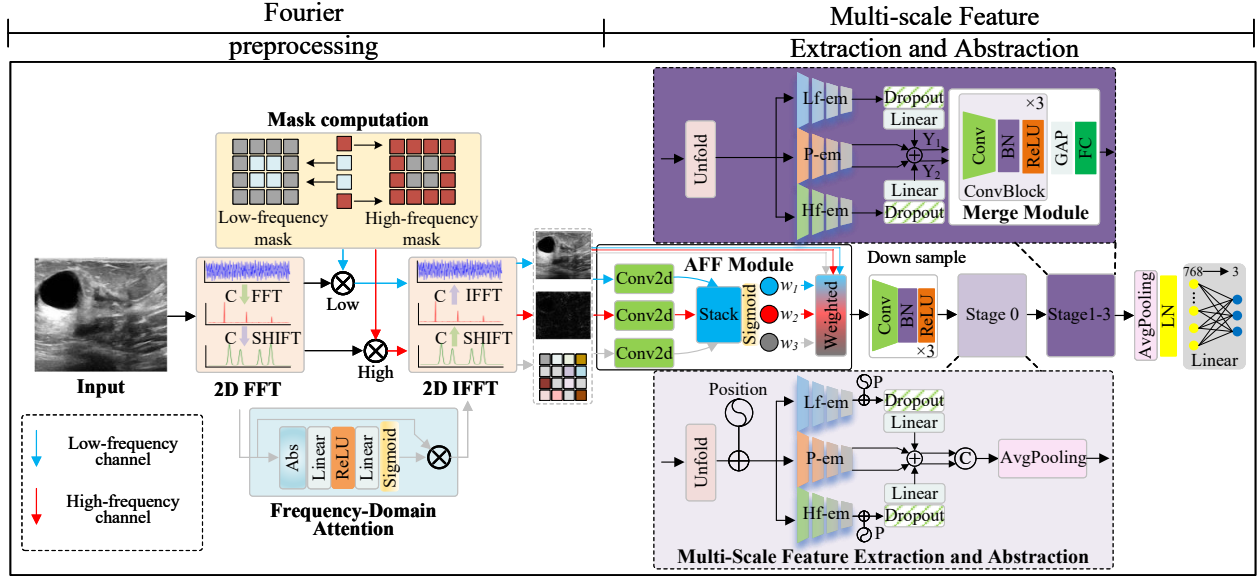 Fourier
preprocessing
Multi-scale Feature
Extraction and Abstraction
Mask computation
Low-frequency
mask
High-frequency
mask
Input
C FFT
C SHIFT
2D FFT
Low
High
C IFFT
C SHIFT
2D IFFT
Low-frequency
channel
High-frequency
channel
Abs
Linear
ReLU
Linear
Sigmoid
Frequency-Domain
Attention
AFF Module
Conv2d
Conv2d
Conv2d
Stack
Sigmoid
w1
w2
w3
Weighted
Down sample
Conv
BN
ReLU
×3
Stage 0
Stage1-3
AvgPooling
LN
768 3
Linear
Unfold
Lf-em
P-em
Hf-em
Dropout
Linear
Y1
Y2
Linear
Dropout
×3
Conv
BN
ReLU
ConvBlock
GAP
FC
Merge Module
Position
Unfold
Lf-em
P-em
Hf-em
P
Dropout
Linear
C
AvgPooling
Linear
Dropout
P
Multi-Scale Feature Extraction and Abstraction